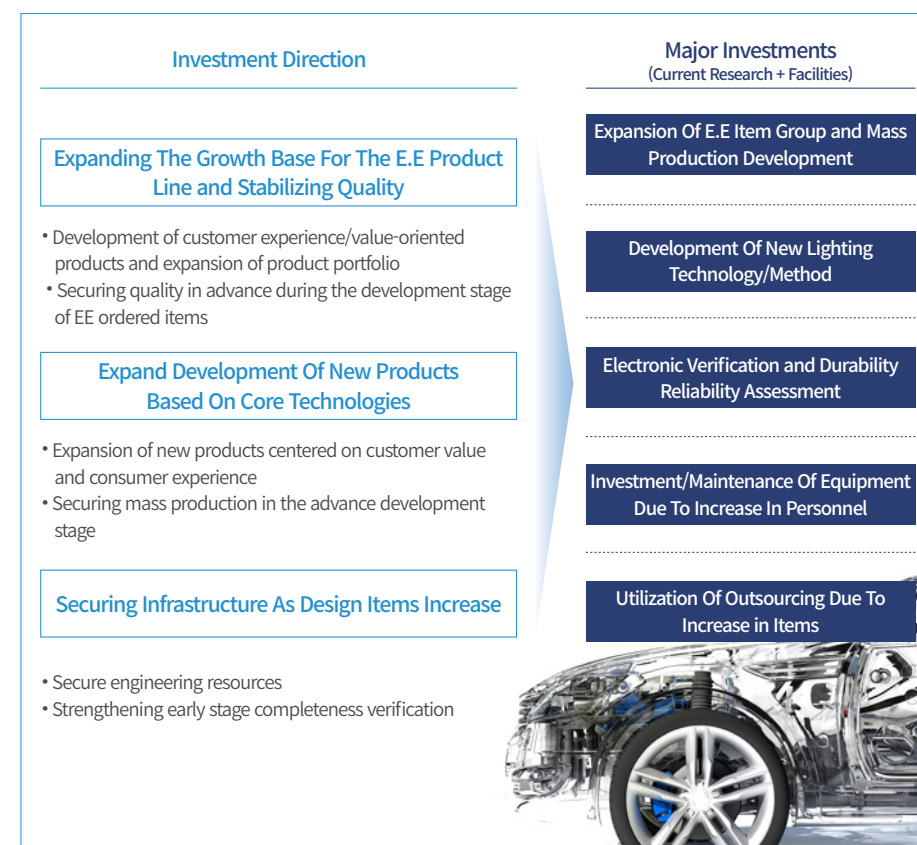 Investment Direction
Expanding The Growth Base For The E.E Product
Line and Stabilizing Quality
• Development of customer experience/value-oriented
products and expansion of product portfolio
• Securing quality in advance during the development stage
of EE ordered items
Expand Development Of New Products
Based On Core Technologies
• Expansion of new products centered on customer value
and consumer experience
• Securing mass production in the advance development
stage
Securing Infrastructure As Design Items Increase
• Secure engineering resources
• Strengthening early stage completeness verification
Major Investments
(Current Research + Facilities)
Expansion Of E.E Item Group and Mass
Production Development
Development Of New Lighting
Technology/Method
Electronic Verification and Durability
Reliability Assessment
Investment/Maintenance Of Equipment
Due To Increase In Personnel
Utilization Of Outsourcing Due To
Increase in Items